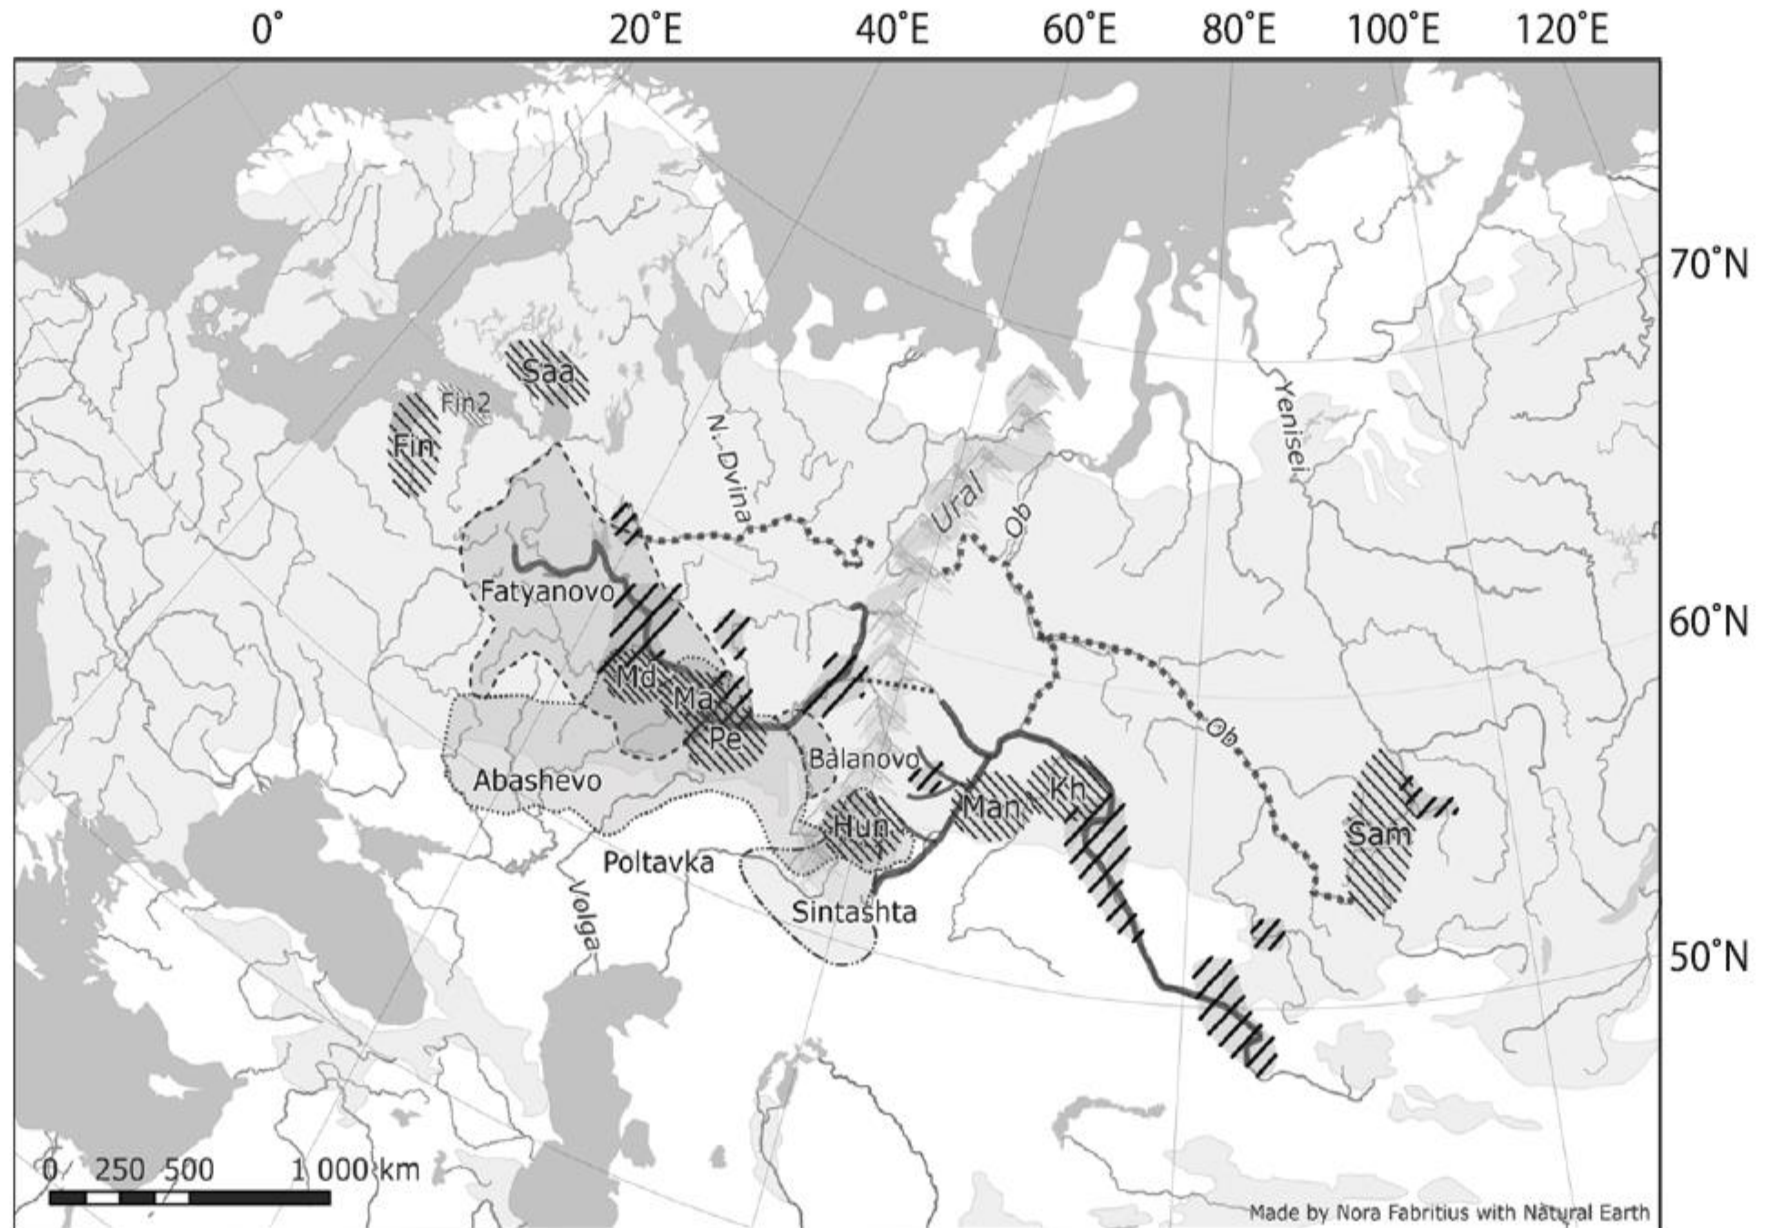 0° 20°E 40°E 60°E 80°E 100°E 120°E
70°N
Saa
Fin2
Fin
N. Dvina
Yenisei
Ural
Ob
Fatyanovo
60°N
Md
Ma
Pe
Ob
Balanovo
Abashevo
Man
Kh
Hun
Sam
Poltavka
Volga
Sintashta
50°N
0 250 500 1 000 km
Made by Nora Fabritius with Natural Earth